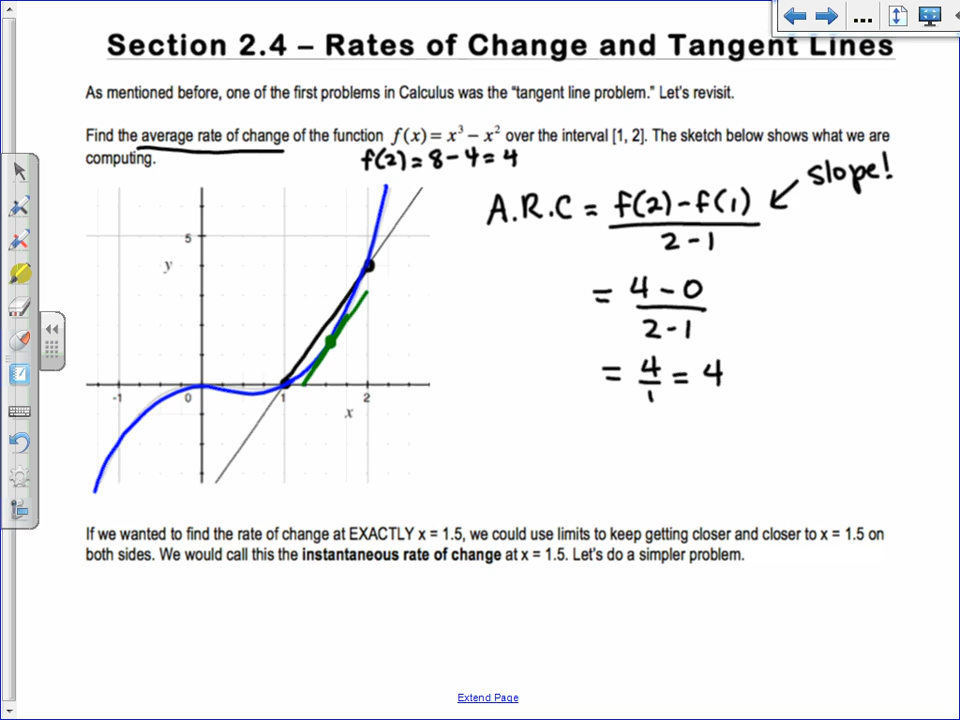 Section 2.4 – Rates of Change and Tangent Lines
As mentioned before, one of the first problems in Calculus was the “tangent line problem.” Let’s revisit.
Find the average rate of change of the function f(x) = x³ − x² over the interval [1, 2]. The sketch below shows what we are
computing.
f(2) = 8 - 4 = 4
slope!
A.R.C = f(2) - f(1)
2 - 1
= 4 - 0
2 - 1
= 4/1 = 4
5
y
-1 0 1 2
x
If we wanted to find the rate of change at EXACTLY x = 1.5, we could use limits to keep getting closer and closer to x = 1.5 on
both sides. We would call this the instantaneous rate of change at x = 1.5. Let’s do a simpler problem.
Extend Page